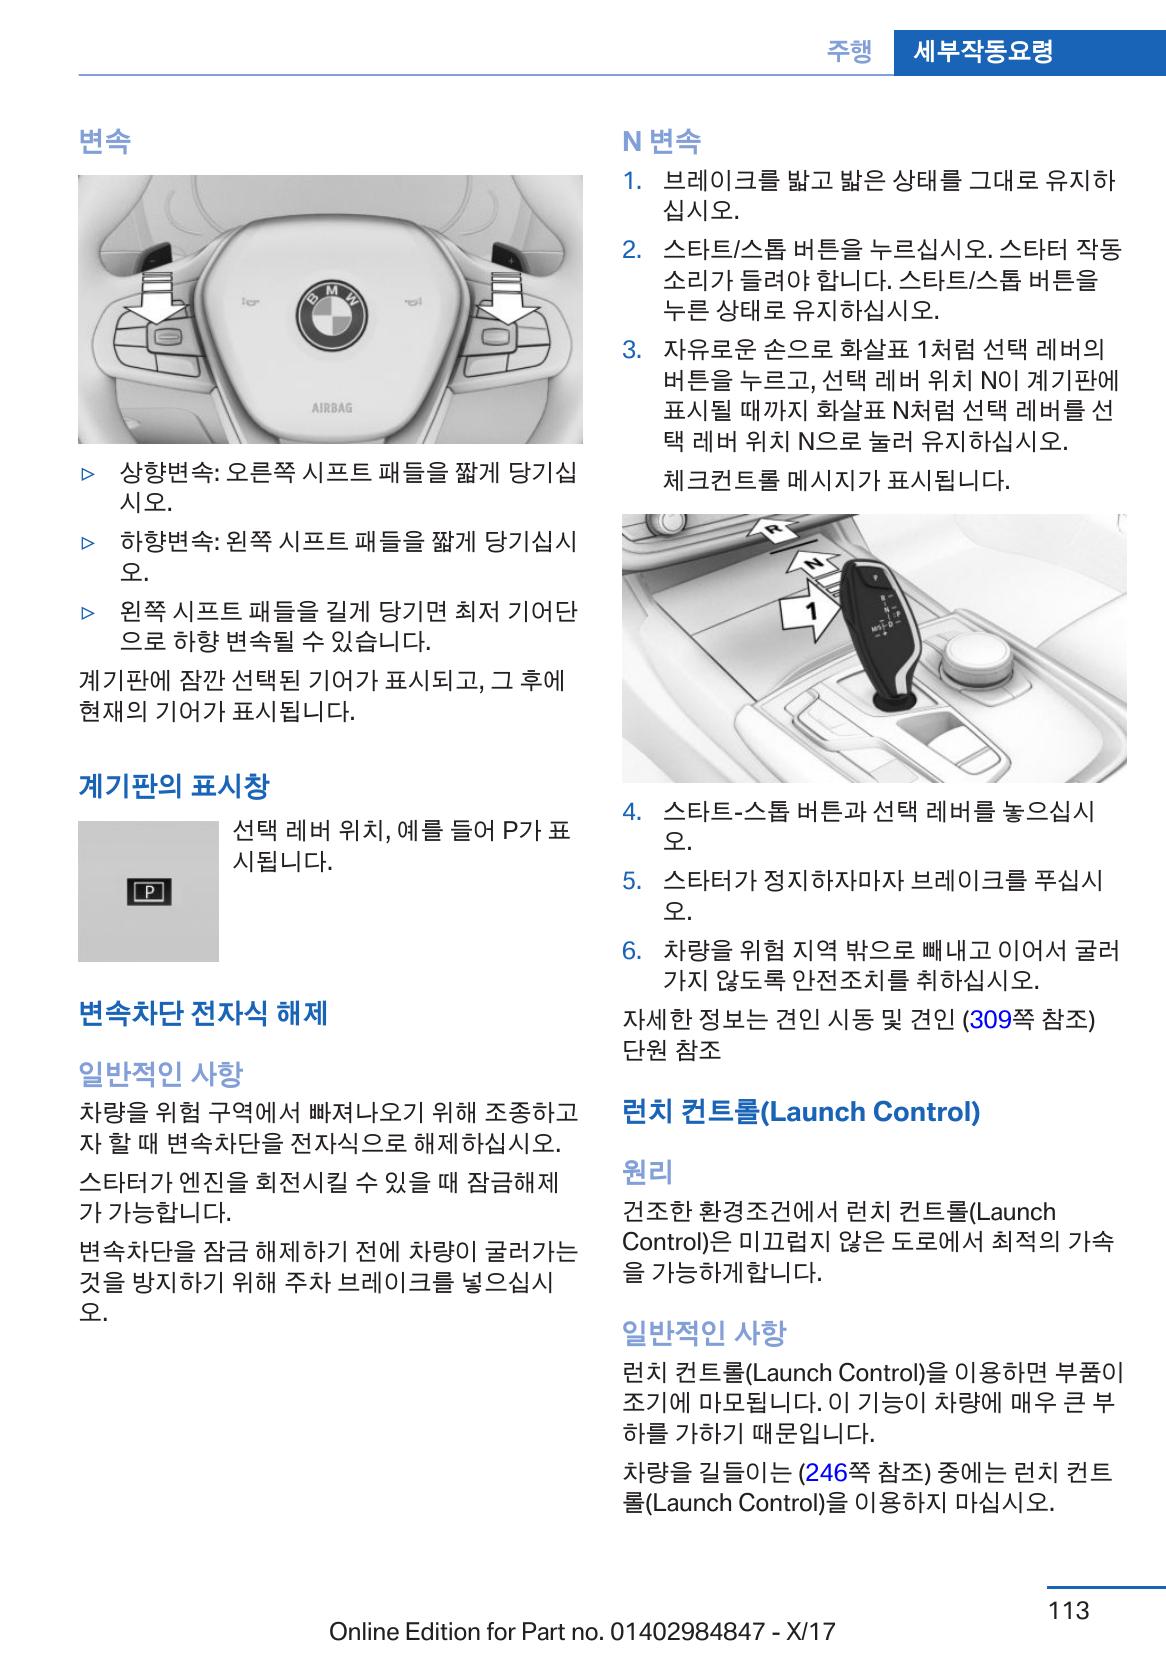 주행 세부작동요령
변속
- +
BMW
AIRBAG
▷ 상향변속: 오른쪽 시프트 패들을 짧게 당기십
시오.
▷ 하향변속: 왼쪽 시프트 패들을 짧게 당기십시
오.
▷ 왼쪽 시프트 패들을 길게 당기면 최저 기어단
으로 하향 변속될 수 있습니다.
계기판에 잠깐 선택된 기어가 표시되고, 그 후에
현재의 기어가 표시됩니다.
계기판의 표시창
P
선택 레버 위치, 예를 들어 P가 표
시됩니다.
변속차단 전자식 해제
일반적인 사항
차량을 위험 구역에서 빠져나오기 위해 조종하고
자 할 때 변속차단을 전자식으로 해제하십시오.
스타터가 엔진을 회전시킬 수 있을 때 잠금해제
가 가능합니다.
변속차단을 잠금 해제하기 전에 차량이 굴러가는
것을 방지하기 위해 주차 브레이크를 넣으십시
오.
N 변속
1. 브레이크를 밟고 밟은 상태를 그대로 유지하
십시오.
2. 스타트/스톱 버튼을 누르십시오. 스타터 작동
소리가 들려야 합니다. 스타트/스톱 버튼을
누른 상태로 유지하십시오.
3. 자유로운 손으로 화살표 1처럼 선택 레버의
버튼을 누르고, 선택 레버 위치 N이 계기판에
표시될 때까지 화살표 N처럼 선택 레버를 선
택 레버 위치 N으로 눌러 유지하십시오.
체크컨트롤 메시지가 표시됩니다.
R
N
1
P
R
N P
M/S D
+
4. 스타트-스톱 버튼과 선택 레버를 놓으십시
오.
5. 스타터가 정지하자마자 브레이크를 푸십시
오.
6. 차량을 위험 지역 밖으로 빼내고 이어서 굴러
가지 않도록 안전조치를 취하십시오.
자세한 정보는 견인 시동 및 견인 (309쪽 참조)
단원 참조
런치 컨트롤(Launch Control)
원리
건조한 환경조건에서 런치 컨트롤(Launch
Control)은 미끄럽지 않은 도로에서 최적의 가속
을 가능하게합니다.
일반적인 사항
런치 컨트롤(Launch Control)을 이용하면 부품이
조기에 마모됩니다. 이 기능이 차량에 매우 큰 부
하를 가하기 때문입니다.
차량을 길들이는 (246쪽 참조) 중에는 런치 컨트
롤(Launch Control)을 이용하지 마십시오.
113
Online Edition for Part no. 01402984847 - X/17